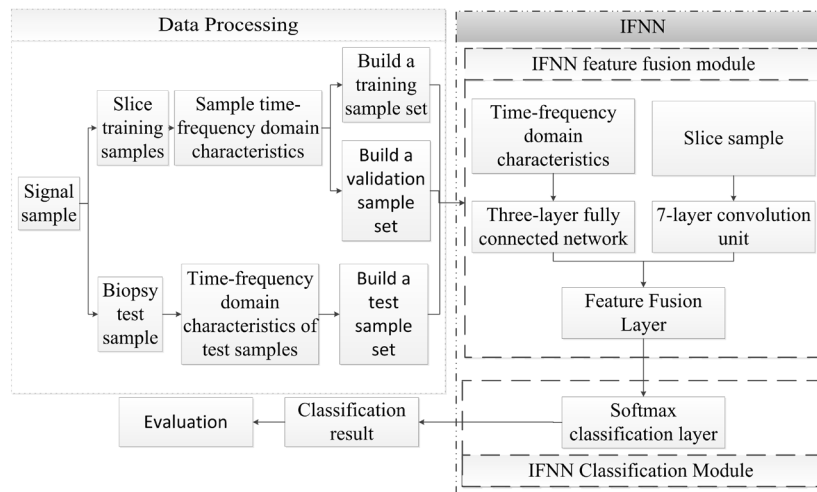 Data Processing
Signal
sample
Slice
training
samples
Sample time-
frequency domain
characteristics
Build a
training
sample set
Build a
validation
sample
set
Biopsy
test
sample
Time-frequency
domain
characteristics of
test samples
Build a
test
sample
set
IFNN
IFNN feature fusion module
Time-frequency
domain
characteristics
Slice sample
Three-layer fully
connected network
7-layer convolution
unit
Feature Fusion
Layer
Softmax
classification layer
IFNN Classification Module
Classification
result
Evaluation